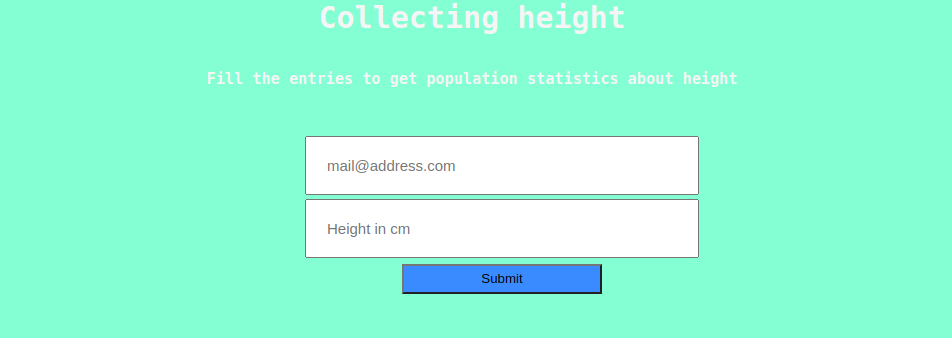 Collecting height
Fill the entries to get population statistics about height
mail@address.com
Height in cm
Submit